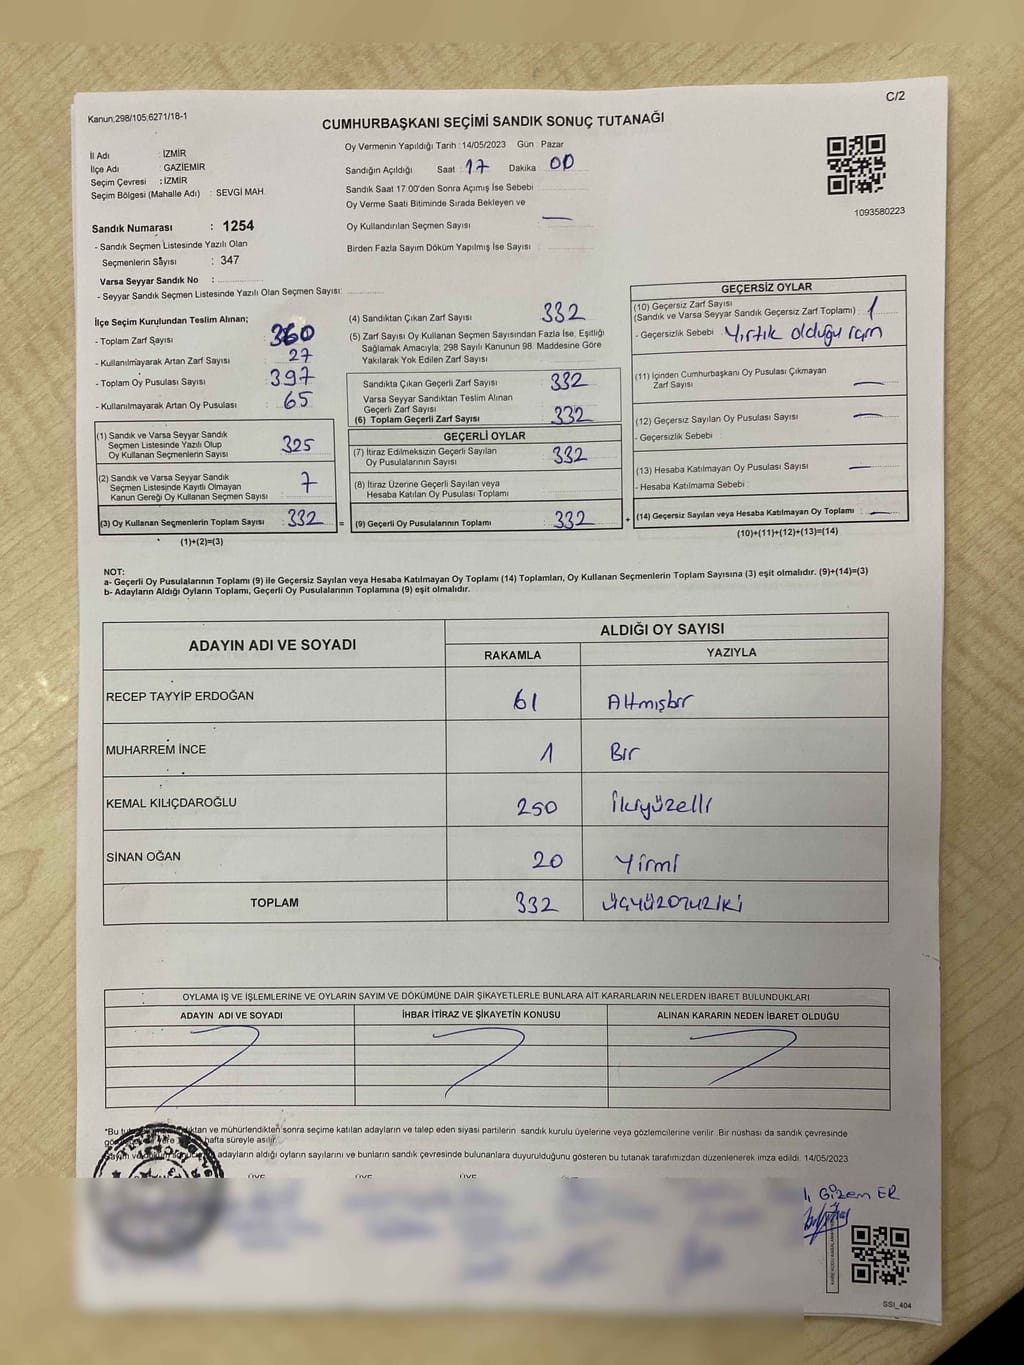 C/2
Kanun:298/105;6271/18-1
CUMHURBAŞKANI SEÇİMİ SANDIK SONUÇ TUTANAĞI
İl Adı : İZMİR
İlçe Adı : GAZİEMİR
Seçim Çevresi : İZMİR
Seçim Bölgesi (Mahalle Adı) : SEVGİ MAH.
Oy Vermenin Yapıldığı Tarih : 14/05/2023 Gün : Pazar
Sandığın Açıldığı Saat 17 Dakika 00
Sandık Saat 17.00'den Sonra Açımış İse Sebebi
Oy Verme Saati Bitiminde Sırada Bekleyen ve
Oy Kullandırılan Seçmen Sayısı —
Birden Fazla Sayım Döküm Yapılmış İse Sayısı :
1093580223
Sandık Numarası : 1254
- Sandık Seçmen Listesinde Yazılı Olan
Seçmenlerin Sayısı : 347
Varsa Seyyar Sandık No :
- Seyyar Sandık Seçmen Listesinde Yazılı Olan Seçmen Sayısı:
İlçe Seçim Kurulundan Teslim Alınan;
- Toplam Zarf Sayısı : 360
- Kullanılmayarak Artan Zarf Sayısı : 27
- Toplam Oy Pusulası Sayısı : 397
- Kullanılmayarak Artan Oy Pusulası : 65
(1) Sandık ve Varsa Seyyar Sandık
Seçmen Listesinde Yazılı Olup
Oy Kullanan Seçmenlerin Sayısı : 325
(2) Sandık ve Varsa Seyyar Sandık
Seçmen Listesinde Kayıtlı Olmayan
Kanun Gereği Oy Kullanan Seçmen Sayısı : 7
(3) Oy Kullanan Seçmenlerin Toplam Sayısı : 332
(1)+(2)=(3)
=
(4) Sandıktan Çıkan Zarf Sayısı : 332
(5) Zarf Sayısı Oy Kullanan Seçmen Sayısından Fazla İse, Eşitliği
Sağlamak Amacıyla; 298 Sayılı Kanunun 98. Maddesine Göre
Yakılarak Yok Edilen Zarf Sayısı
Sandıkta Çıkan Geçerli Zarf Sayısı : 332
Varsa Seyyar Sandıktan Teslim Alınan
Geçerli Zarf Sayısı
(6) Toplam Geçerli Zarf Sayısı : 332
GEÇERLİ OYLAR
(7) İtiraz Edilmeksizin Geçerli Sayılan
Oy Pusulalarının Sayısı : 332
(8) İtiraz Üzerine Geçerli Sayılan veya
Hesaba Katılan Oy Pusulası Toplamı :
(9) Geçerli Oy Pusulalarının Toplamı : 332
+
GEÇERSİZ OYLAR
(10) Geçersiz Zarf Sayısı
(Sandık ve Varsa Seyyar Sandık Geçersiz Zarf Toplamı) : 1
- Geçersizlik Sebebi : Yırtık olduğu için
(11) İçinden Cumhurbaşkanı Oy Pusulası Çıkmayan
Zarf Sayısı —
(12) Geçersiz Sayılan Oy Pusulası Sayısı : —
- Geçersizlik Sebebi :
(13) Hesaba Katılmayan Oy Pusulası Sayısı : —
- Hesaba Katılmama Sebebi :
(14) Geçersiz Sayılan veya Hesaba Katılmayan Oy Toplamı : —
(10)+(11)+(12)+(13)=(14)
NOT:
a- Geçerli Oy Pusulalarının Toplamı (9) ile Geçersiz Sayılan veya Hesaba Katılmayan Oy Toplamı (14) Toplamları, Oy Kullanan Seçmenlerin Toplam Sayısına (3) eşit olmalıdır. (9)+(14)=(3)
b- Adayların Aldığı Oyların Toplamı, Geçerli Oy Pusulalarının Toplamına (9) eşit olmalıdır.
ADAYIN ADI VE SOYADI ALDIĞI OY SAYISI
RAKAMLA YAZIYLA
RECEP TAYYİP ERDOĞAN 61 Altmışbir
MUHARREM İNCE 1 Bir
KEMAL KILIÇDAROĞLU 250 İkiyüzelli
SİNAN OĞAN 20 Yirmi
TOPLAM 332 üçyüzotuziki
OYLAMA İŞ VE İŞLEMLERİNE VE OYLARIN SAYIM VE DÖKÜMÜNE DAİR ŞİKAYETLERLE BUNLARA AİT KARARLARIN NELERDEN İBARET BULUNDUKLARI
ADAYIN ADI VE SOYADI İHBAR İTİRAZ VE ŞİKAYETİN KONUSU ALINAN KARARIN NEDEN İBARET OLDUĞU
*Bu ve mühürlendikten sonra seçime katılan adayların ve talep eden siyasi partilerin sandık kurulu üyelerine veya gözlemcilerine verilir .Bir nüshası da sandık çevresinde
hafta süreyle asılır.
adayların aldığı oyların sayılarını ve bunların sandık çevresinde bulunanlara duyurulduğunu gösteren bu tutanak tarafımızdan düzenlenerek imza edildi. 14/05/2023
ÜYE ÜYE ÜYE ÜYE
Gizem ER
SSI_404